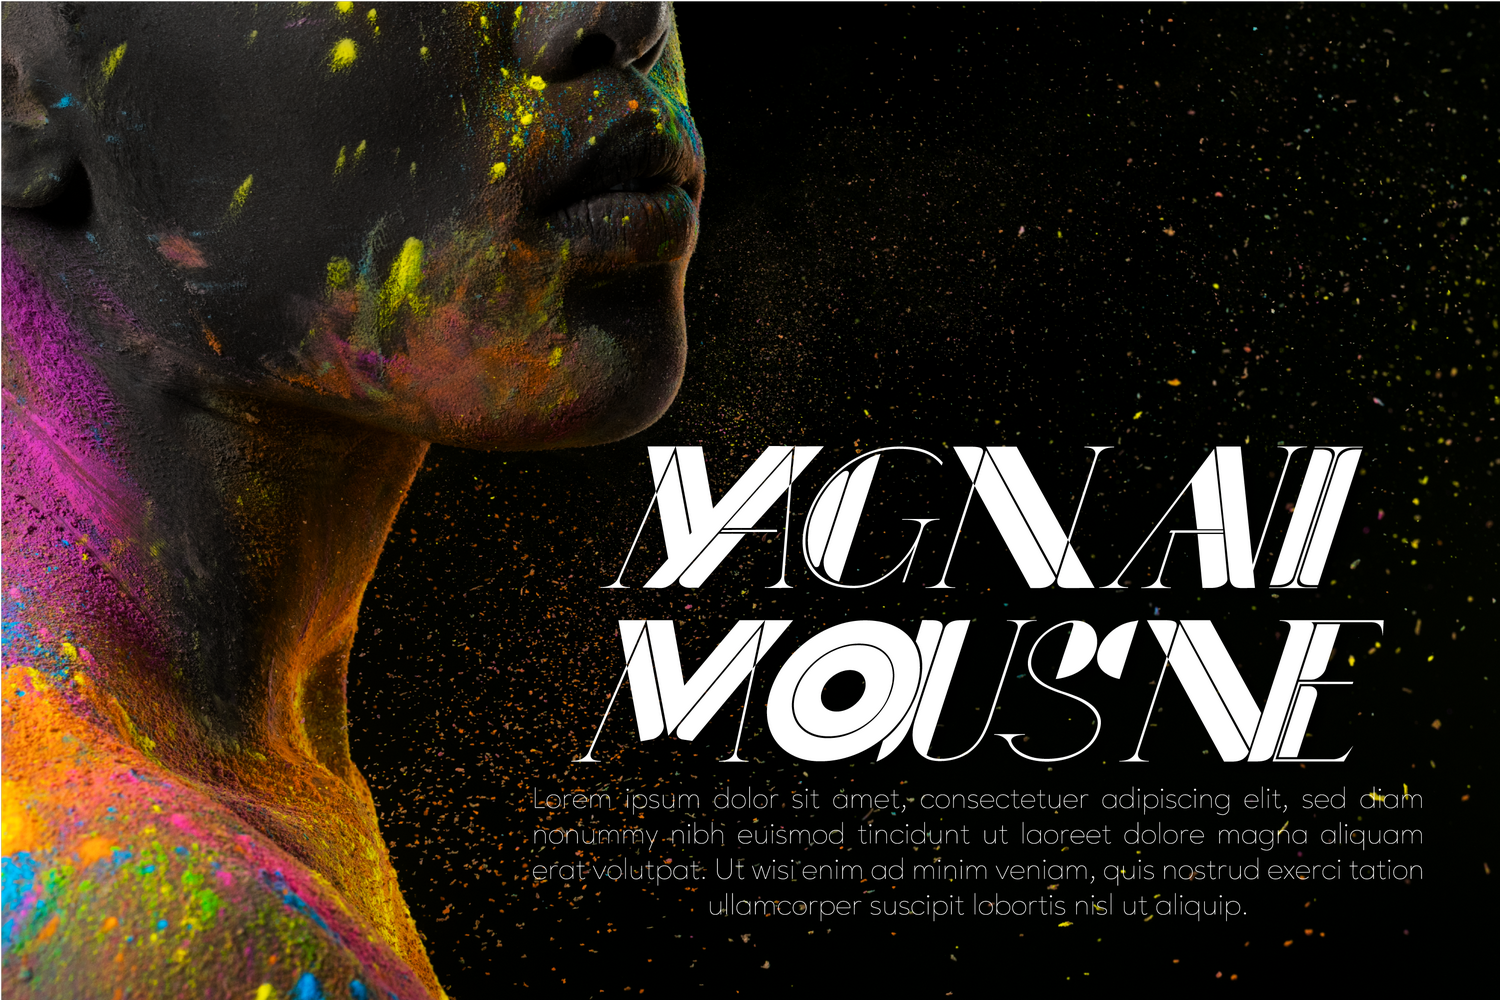 MAGNAI
MOUSNE
Lorem ipsum dolor sit amet, consectetuer adipiscing elit, sed diam
nonummy nibh euismod tincidunt ut laoreet dolore magna aliquam
erat volutpat. Ut wisi enim ad minim veniam, quis nostrud exerci tation
ullamcorper suscipit lobortis nisl ut aliquip.